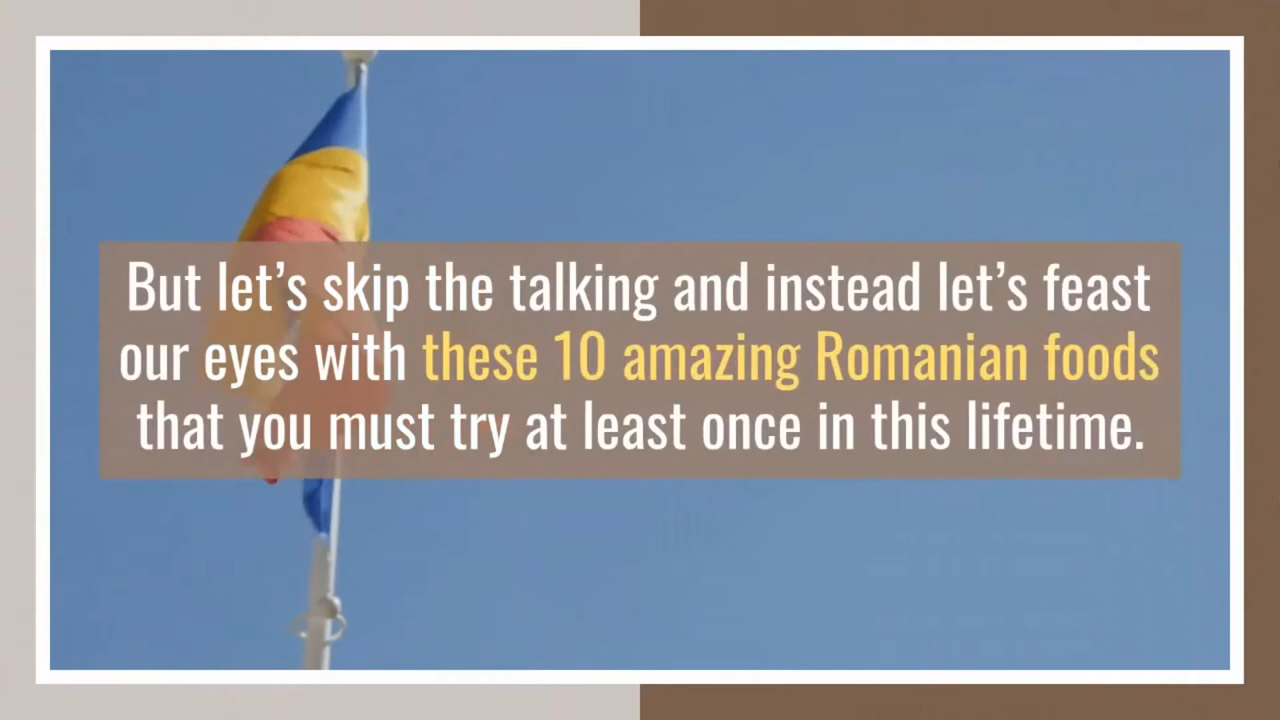 But let’s skip the talking and instead let’s feast
our eyes with these 10 amazing Romanian foods
that you must try at least once in this lifetime.